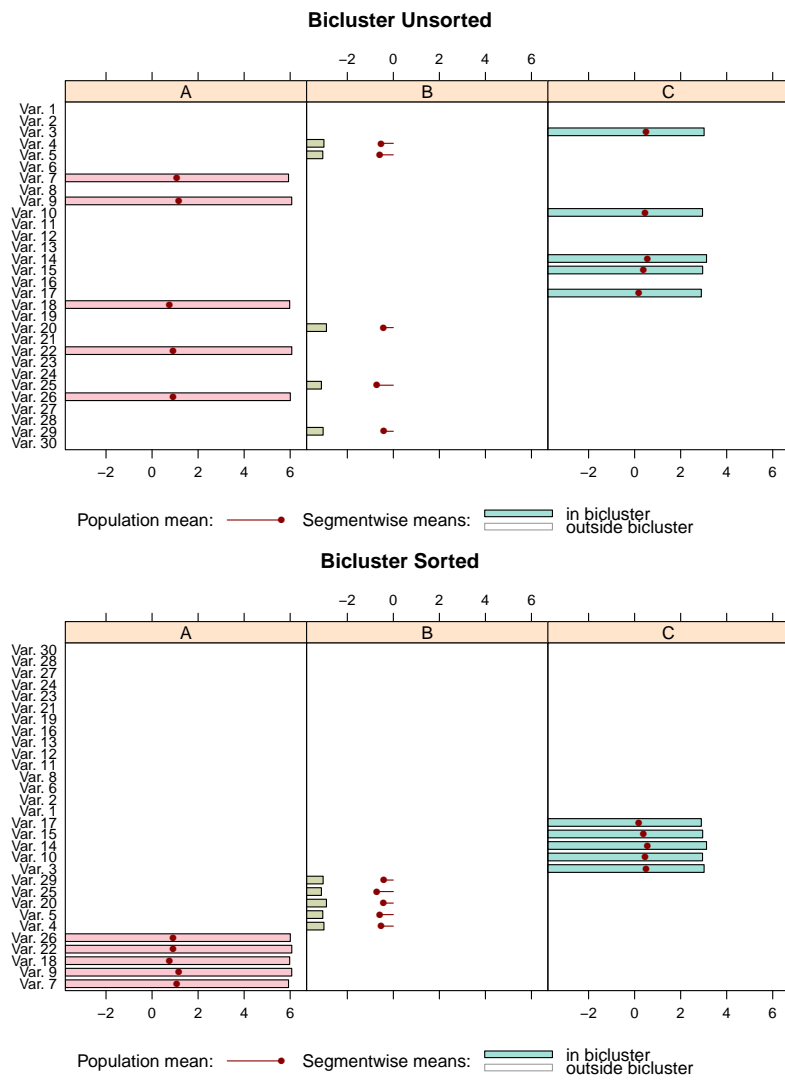 Bicluster Unsorted
−2 0 2 4 6
A B C
Var. 1
Var. 2
Var. 3
Var. 4
Var. 5
Var. 6
Var. 7
Var. 8
Var. 9
Var. 10
Var. 11
Var. 12
Var. 13
Var. 14
Var. 15
Var. 16
Var. 17
Var. 18
Var. 19
Var. 20
Var. 21
Var. 22
Var. 23
Var. 24
Var. 25
Var. 26
Var. 27
Var. 28
Var. 29
Var. 30
−2 0 2 4 6 −2 0 2 4 6
Population mean: Segmentwise means: in bicluster
outside bicluster
Bicluster Sorted
−2 0 2 4 6
A B C
Var. 30
Var. 28
Var. 27
Var. 24
Var. 23
Var. 21
Var. 19
Var. 16
Var. 13
Var. 12
Var. 11
Var. 8
Var. 6
Var. 2
Var. 1
Var. 17
Var. 15
Var. 14
Var. 10
Var. 3
Var. 29
Var. 25
Var. 20
Var. 5
Var. 4
Var. 26
Var. 22
Var. 18
Var. 9
Var. 7
−2 0 2 4 6 −2 0 2 4 6
Population mean: Segmentwise means: in bicluster
outside bicluster